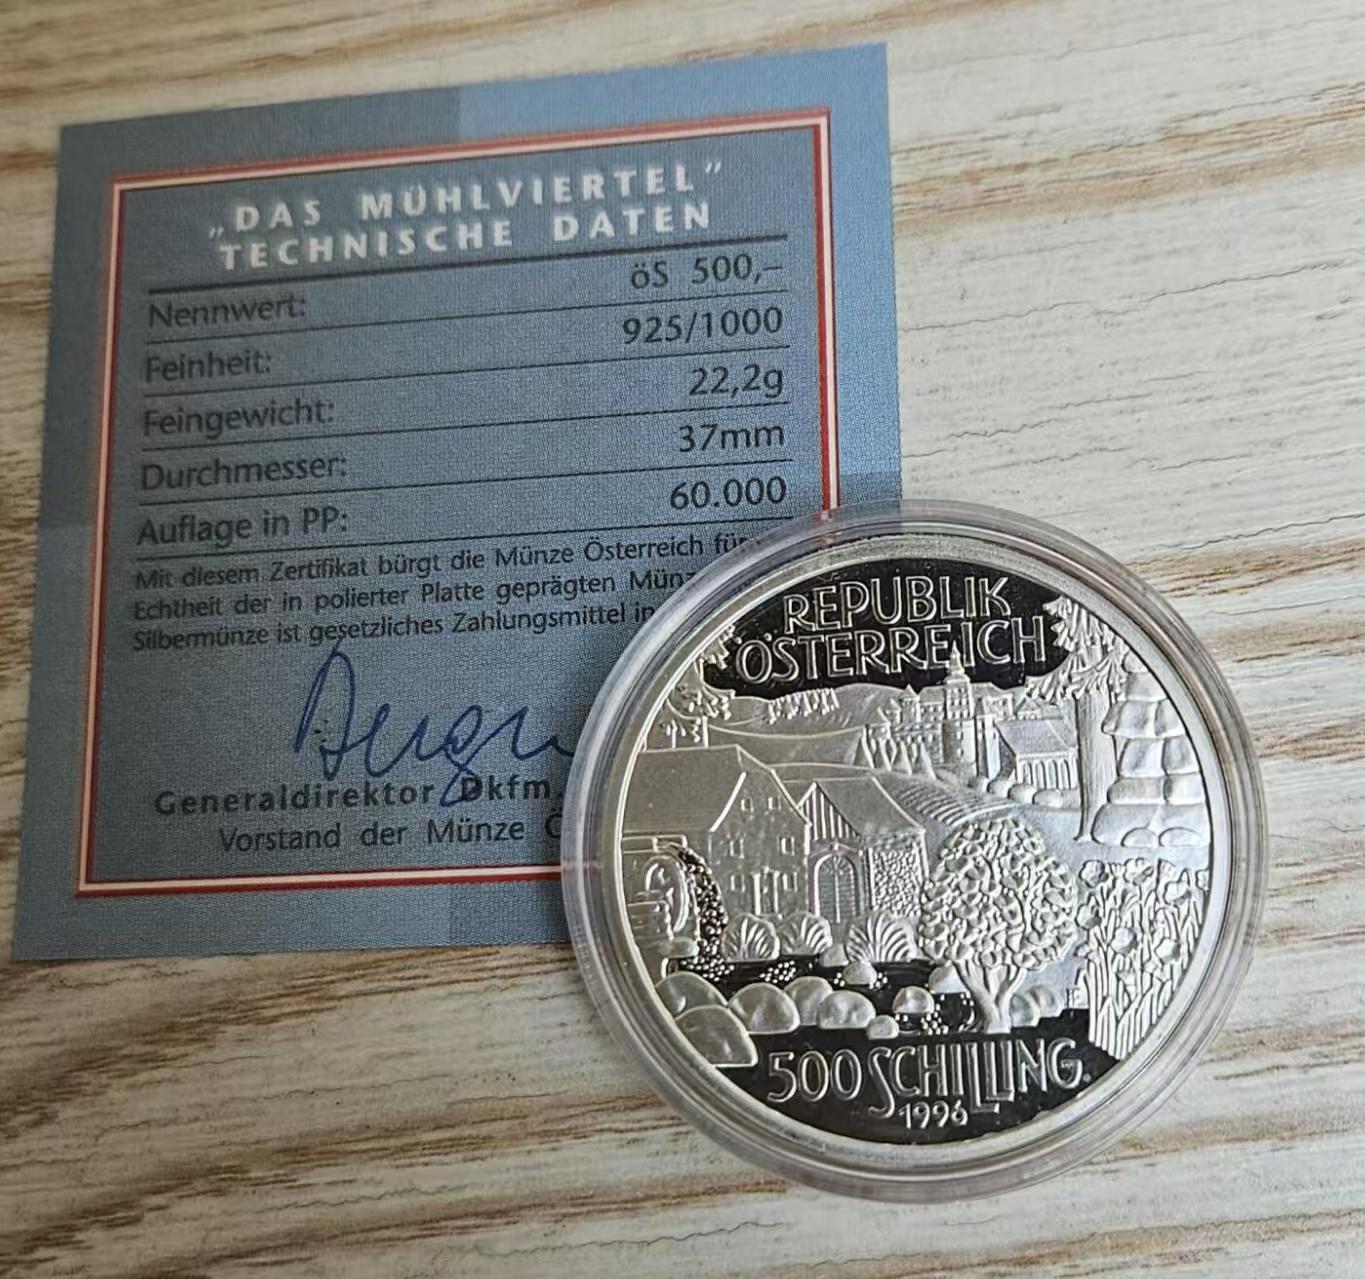 „DAS MÜHLVIERTEL”
TECHNISCHE DATEN
Nennwert: öS 500,–
Feinheit: 925/1000
Feingewicht: 22,2g
Durchmesser: 37mm
Auflage in PP: 60.000
Mit diesem Zertifikat bürgt die Münze Österreich für
Echtheit der in polierter Platte geprägten
Silbermünze ist gesetzliches Zahlungsmittel in
Generaldirektor Dkfm.
Vorstand der Münze
REPUBLIK
ÖSTERREICH
500 SCHILLING
1996